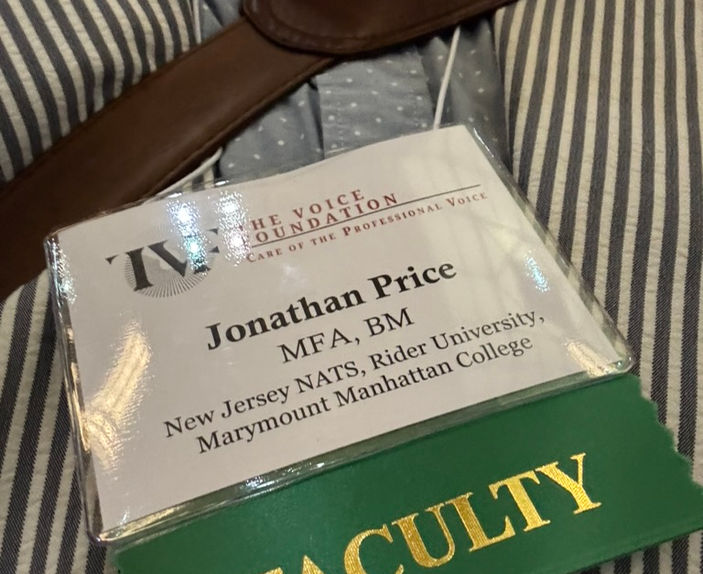 TVF
THE VOICE
FOUNDATION
CARE OF THE PROFESSIONAL VOICE
Jonathan Price
MFA, BM
New Jersey NATS, Rider University,
Marymount Manhattan College
FACULTY